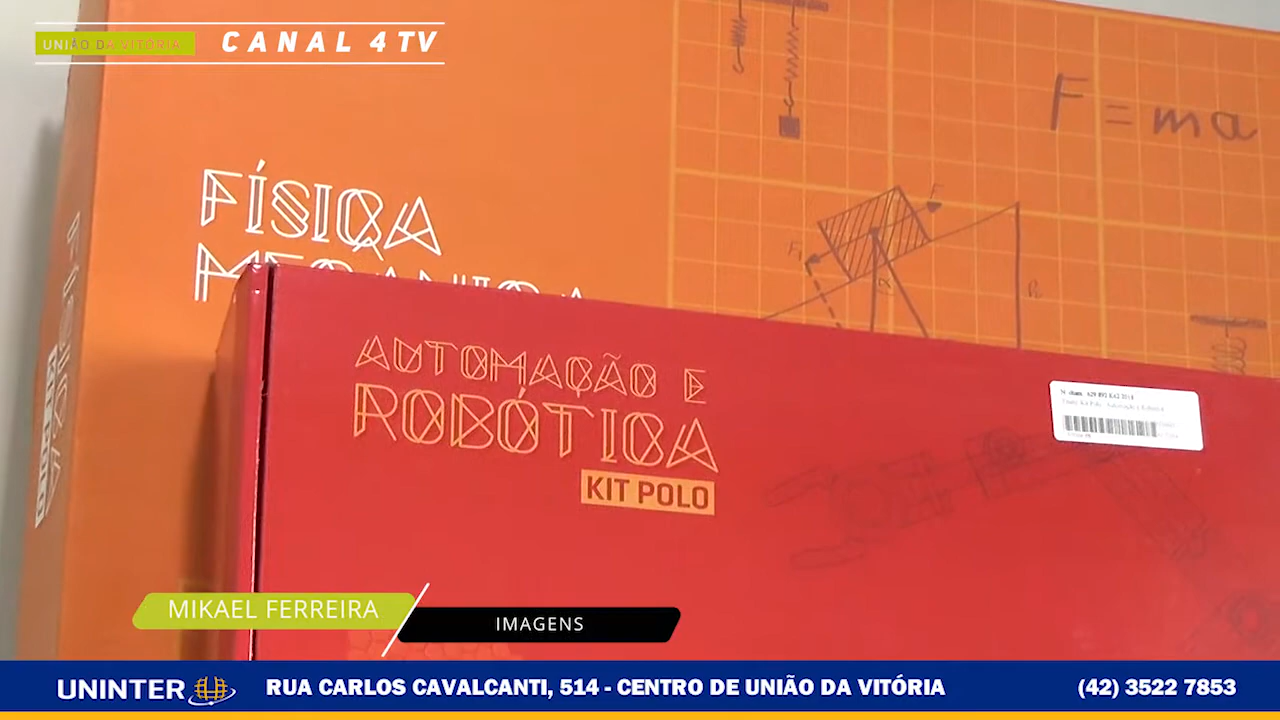 UNIÃO DA VITÓRIA
CANAL 4 TV
F = ma
FÍSICA
MECANICA
AUTOMAÇÃO E
ROBÓTICA
KIT POLO
MIKAEL FERREIRA
IMAGENS
UNINTER
RUA CARLOS CAVALCANTI, 514 - CENTRO DE UNIÃO DA VITÓRIA
(42) 3522 7853